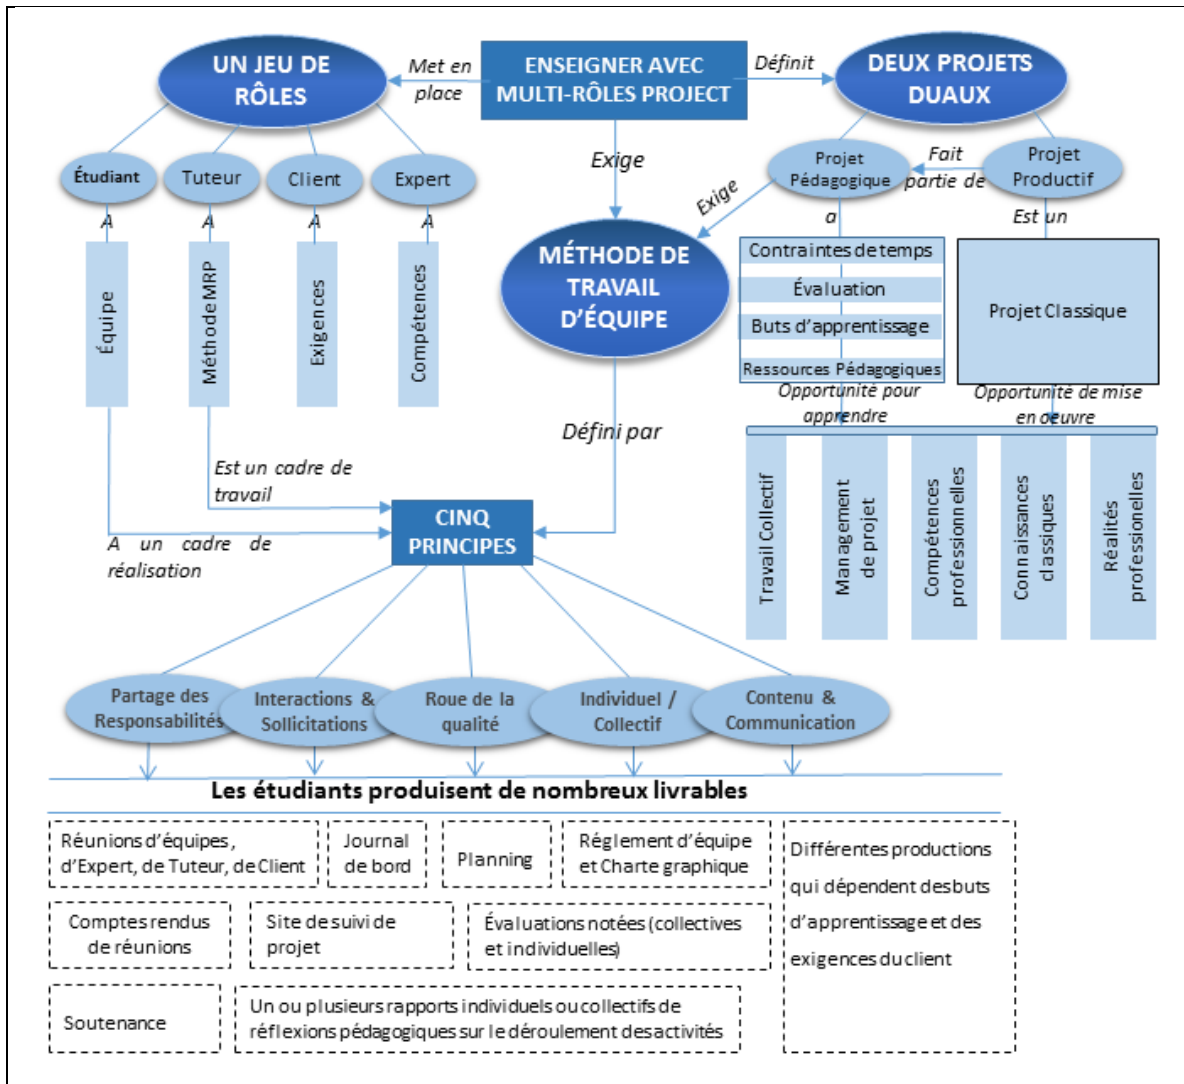 UN JEU DE
RÔLES
Met en
place
ENSEIGNER AVEC
MULTI-RÔLES PROJECT
Définit
DEUX PROJETS
DUAUX
Exige
Étudiant
Tuteur
Client
Expert
Projet
Pédagogique
Fait
partie de
Projet
Productif
Exige
A
A
A
A
a
Est un
Équipe
Méthode MRP
Exigences
Compétences
MÉTHODE DE
TRAVAIL
D'ÉQUIPE
Contraintes de temps
Évaluation
Buts d'apprentissage
Ressources Pédagogiques
Projet Classique
Opportunité pour
apprendre
Opportunité de mise
en oeuvre
Défini par
Travail Collectif
Management
de projet
Compétences
professionnelles
Connaissances
classiques
Réalités
professionelles
Est un cadre de
travail
A un cadre de
réalisation
CINQ
PRINCIPES
Partage des
Responsabilités
Interactions &
Sollicitations
Roue de la
qualité
Individuel /
Collectif
Contenu &
Communication
Les étudiants produisent de nombreux livrables
Réunions d'équipes,
d'Expert, de Tuteur, de Client
Journal
de bord
Planning
Réglement d'équipe
et Charte graphique
Différentes productions
qui dépendent des buts
d'apprentissage et des
exigences du client
Comptes rendus
de réunions
Site de suivi de
projet
Évaluations notées (collectives
et individuelles)
Soutenance
Un ou plusieurs rapports individuels ou collectifs de
réflexions pédagogiques sur le déroulement des activités